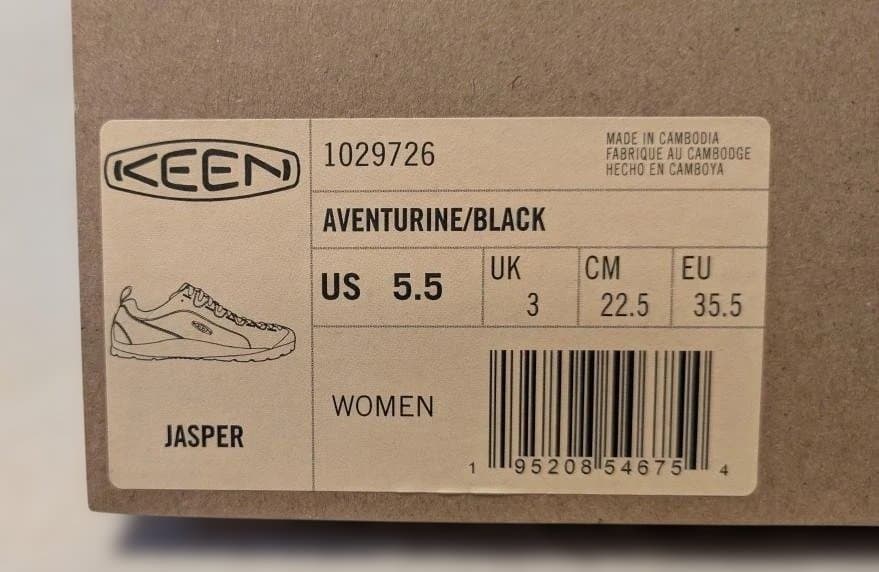 KEEN
1029726
MADE IN CAMBODIA
FABRIQUE AU CAMBODGE
HECHO EN CAMBOYA
AVENTURINE/BLACK
US 5.5
UK 3
CM 22.5
EU 35.5
KEEN
JASPER
WOMEN
1 95208 54675 4